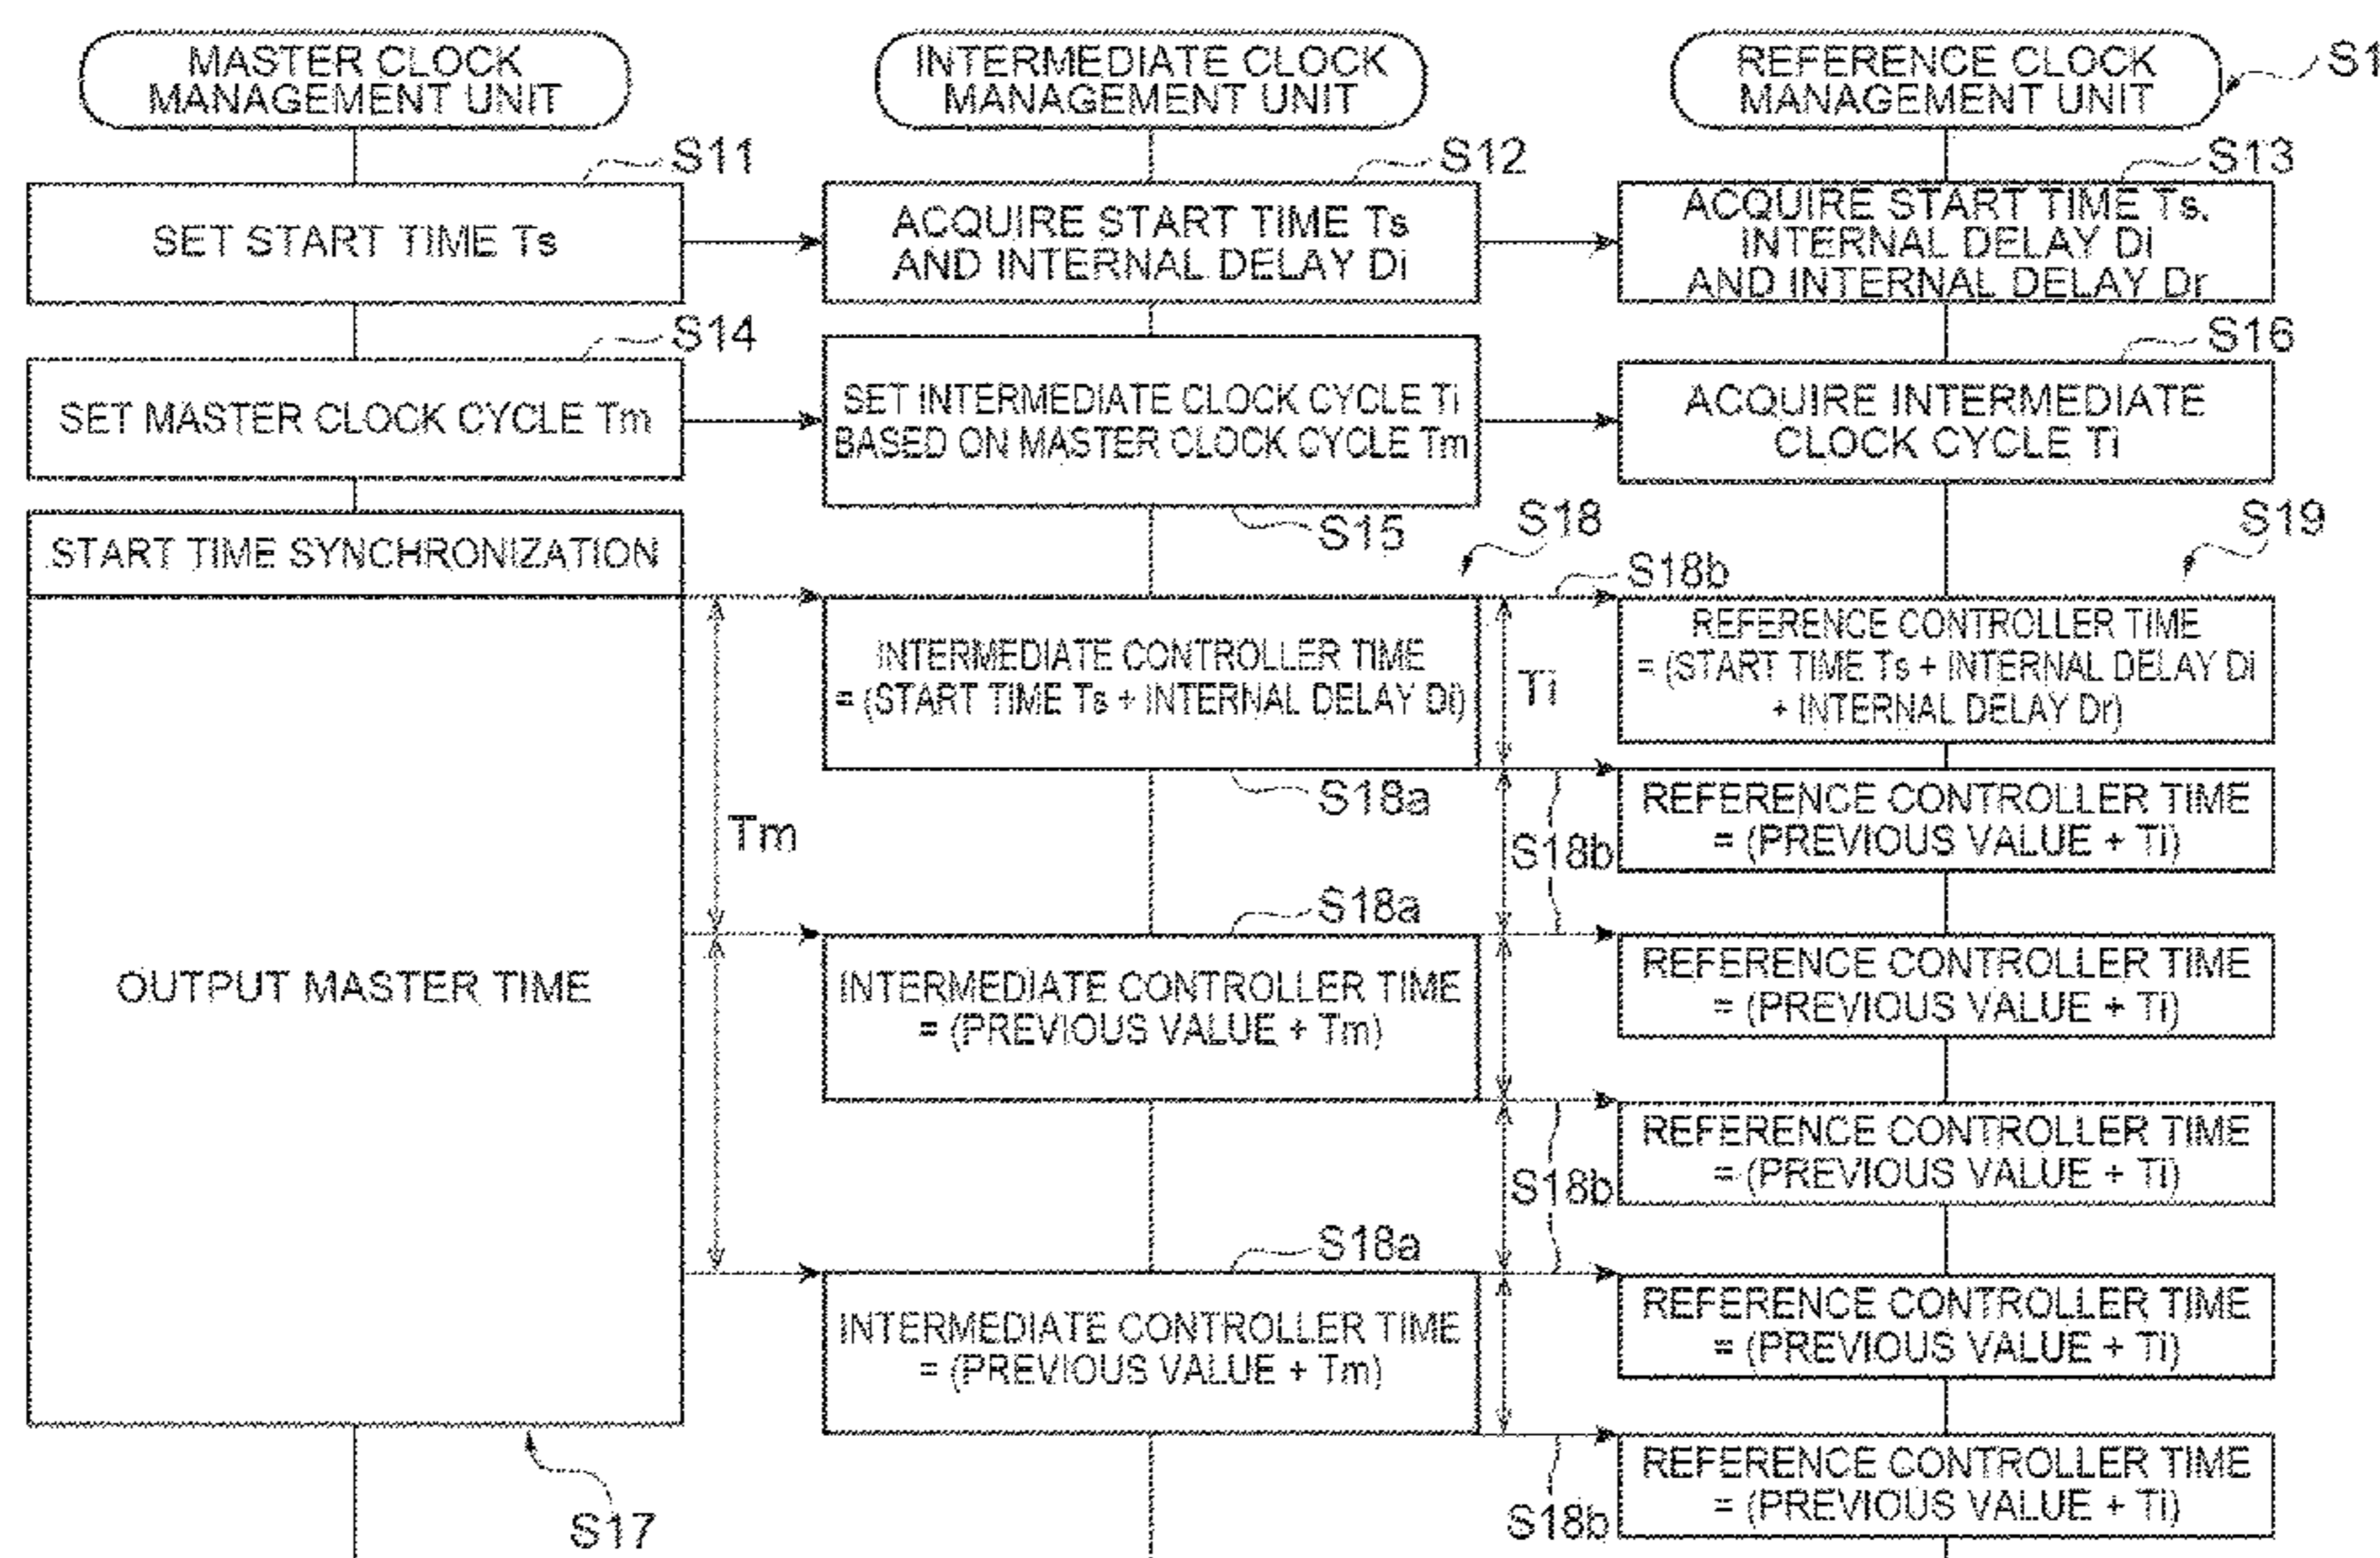 MASTER CLOCK
MANAGEMENT UNIT
INTERMEDIATE CLOCK
MANAGEMENT UNIT
REFERENCE CLOCK
MANAGEMENT UNIT
S1
S11
S12
S13
SET START TIME Ts
ACQUIRE START TIME Ts
AND INTERNAL DELAY Di
ACQUIRE START TIME Ts,
INTERNAL DELAY Di
AND INTERNAL DELAY Dr
S14
S16
SET MASTER CLOCK CYCLE Tm
SET INTERMEDIATE CLOCK CYCLE Ti
BASED ON MASTER CLOCK CYCLE Tm
ACQUIRE INTERMEDIATE
CLOCK CYCLE Ti
S15
S18
S19
START TIME SYNCHRONIZATION
S18b
INTERMEDIATE CONTROLLER TIME
= (START TIME Ts + INTERNAL DELAY Di)
Ti
REFERENCE CONTROLLER TIME
= (START TIME Ts + INTERNAL DELAY Di
+ INTERNAL DELAY Dr)
S18a
Tm
S18b
REFERENCE CONTROLLER TIME
= (PREVIOUS VALUE + Ti)
S18a
OUTPUT MASTER TIME
INTERMEDIATE CONTROLLER TIME
= (PREVIOUS VALUE + Tm)
REFERENCE CONTROLLER TIME
= (PREVIOUS VALUE + Ti)
S18b
REFERENCE CONTROLLER TIME
= (PREVIOUS VALUE + Ti)
S18a
INTERMEDIATE CONTROLLER TIME
= (PREVIOUS VALUE + Tm)
REFERENCE CONTROLLER TIME
= (PREVIOUS VALUE + Ti)
S17
S18b
REFERENCE CONTROLLER TIME
= (PREVIOUS VALUE + Ti)